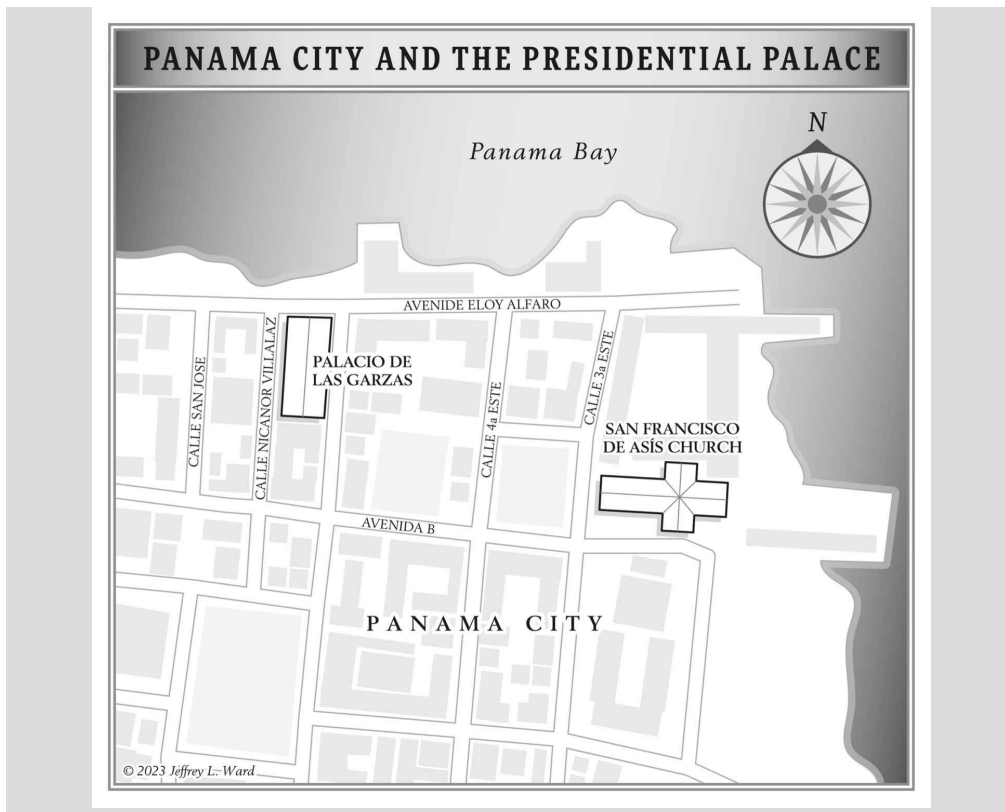 PANAMA CITY AND THE PRESIDENTIAL PALACE
N
Panama Bay
AVENIDE ELOY ALFARO
CALLE SAN JOSE
CALLE NICANOR VILLALAZ
PALACIO DE
LAS GARZAS
CALLE 4a ESTE
CALLE 3a ESTE
SAN FRANCISCO
DE ASÍS CHURCH
AVENIDA B
PANAMA CITY
© 2023 Jeffrey L. Ward